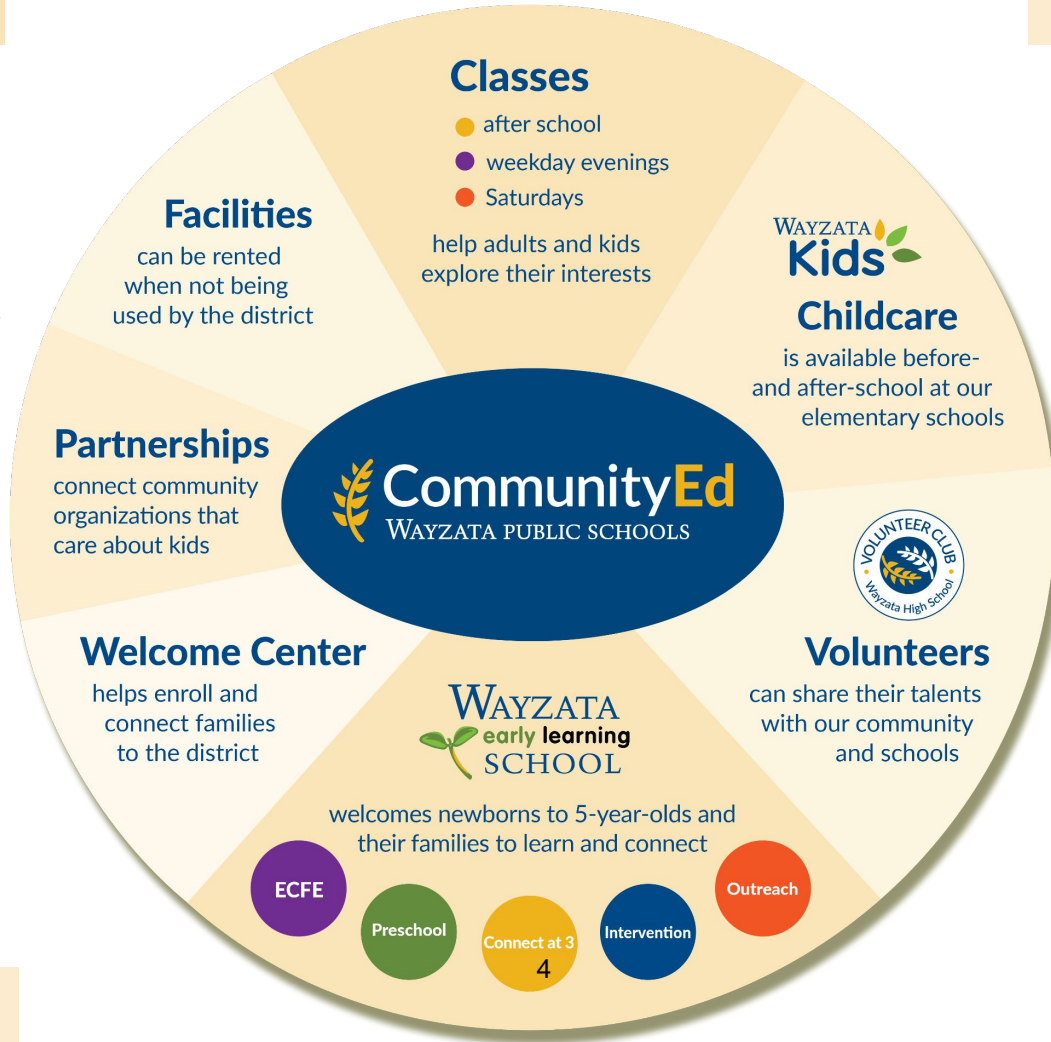 Classes
after school
weekday evenings
Saturdays
help adults and kids
explore their interests
WAYZATA
Kids
Childcare
is available before-
and after-school at our
elementary schools
VOLUNTEER CLUB
Wayzata High School
Volunteers
can share their talents
with our community
and schools
WAYZATA
early learning
SCHOOL
welcomes newborns to 5-year-olds and
their families to learn and connect
ECFE
Preschool
Connect at 3
4
Intervention
Outreach
Welcome Center
helps enroll and
connect families
to the district
Partnerships
connect community
organizations that
care about kids
Facilities
can be rented
when not being
used by the district
CommunityEd
WAYZATA PUBLIC SCHOOLS